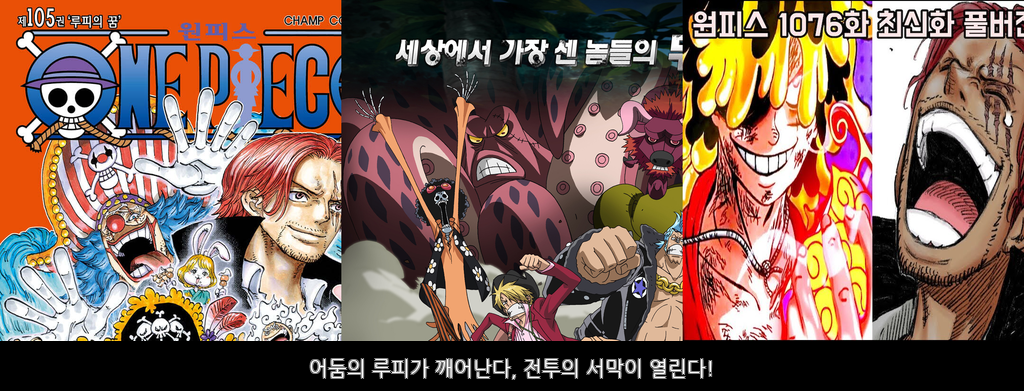 제105권 '루피의 꿈'
CHAMP CO
원피스
ONE PIECE
세상에서 가장 센 놈들의
원피스 1076화 최신화 풀버전
어둠의 루피가 깨어난다, 전투의 서막이 열린다!